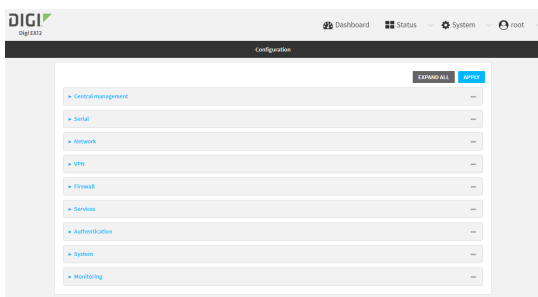 DIGI
Digi EX12
Dashboard Status System root
Configuration
EXPAND ALL APPLY
Central management
Serial
Network
VPN
Firewall
Services
Authentication
System
Monitoring